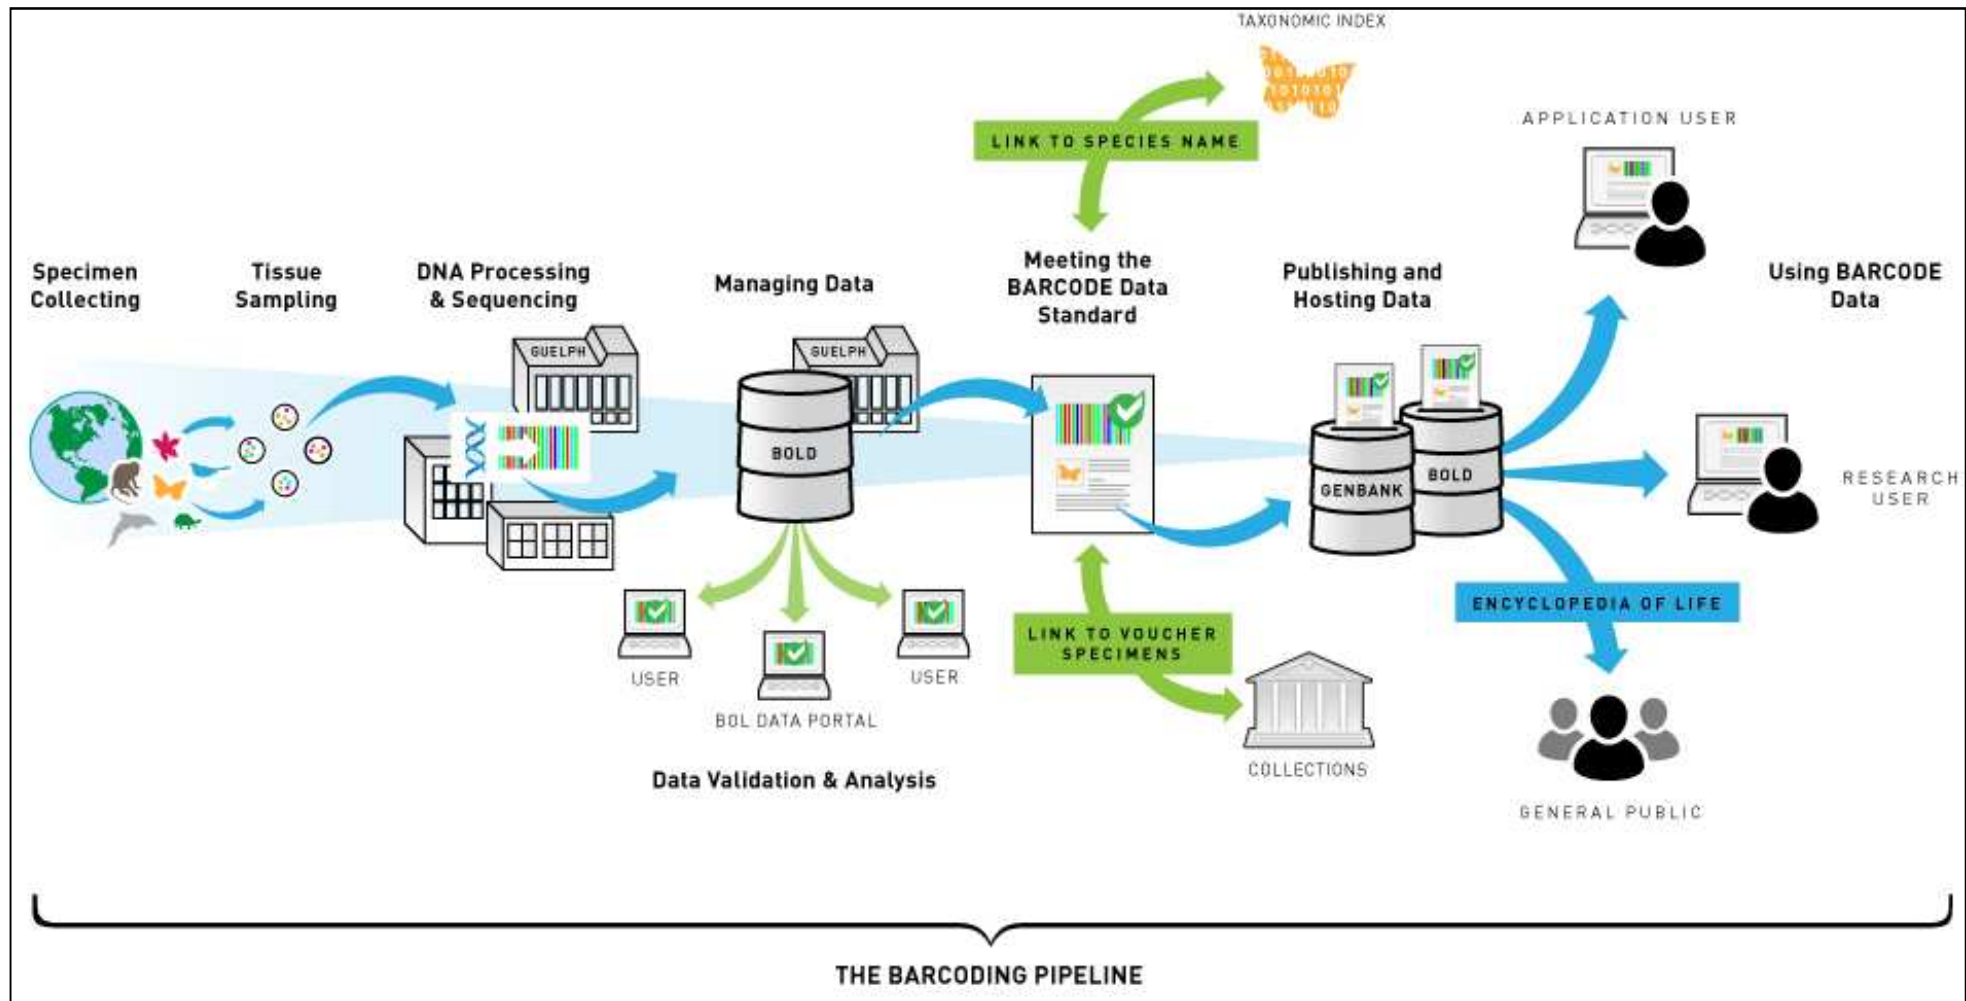 TAXONOMIC INDEX
LINK TO SPECIES NAME
APPLICATION USER
Specimen
Collecting
Tissue
Sampling
DNA Processing
& Sequencing
Managing Data
Meeting the
BARCODE Data
Standard
Publishing and
Hosting Data
Using BARCODE
Data
GUELPH
GUELPH
BOLD
GENBANK
BOLD
RESEARCH
USER
ENCYCLOPEDIA OF LIFE
LINK TO VOUCHER
SPECIMENS
USER
USER
BOL DATA PORTAL
Data Validation & Analysis
COLLECTIONS
GENERAL PUBLIC
THE BARCODING PIPELINE